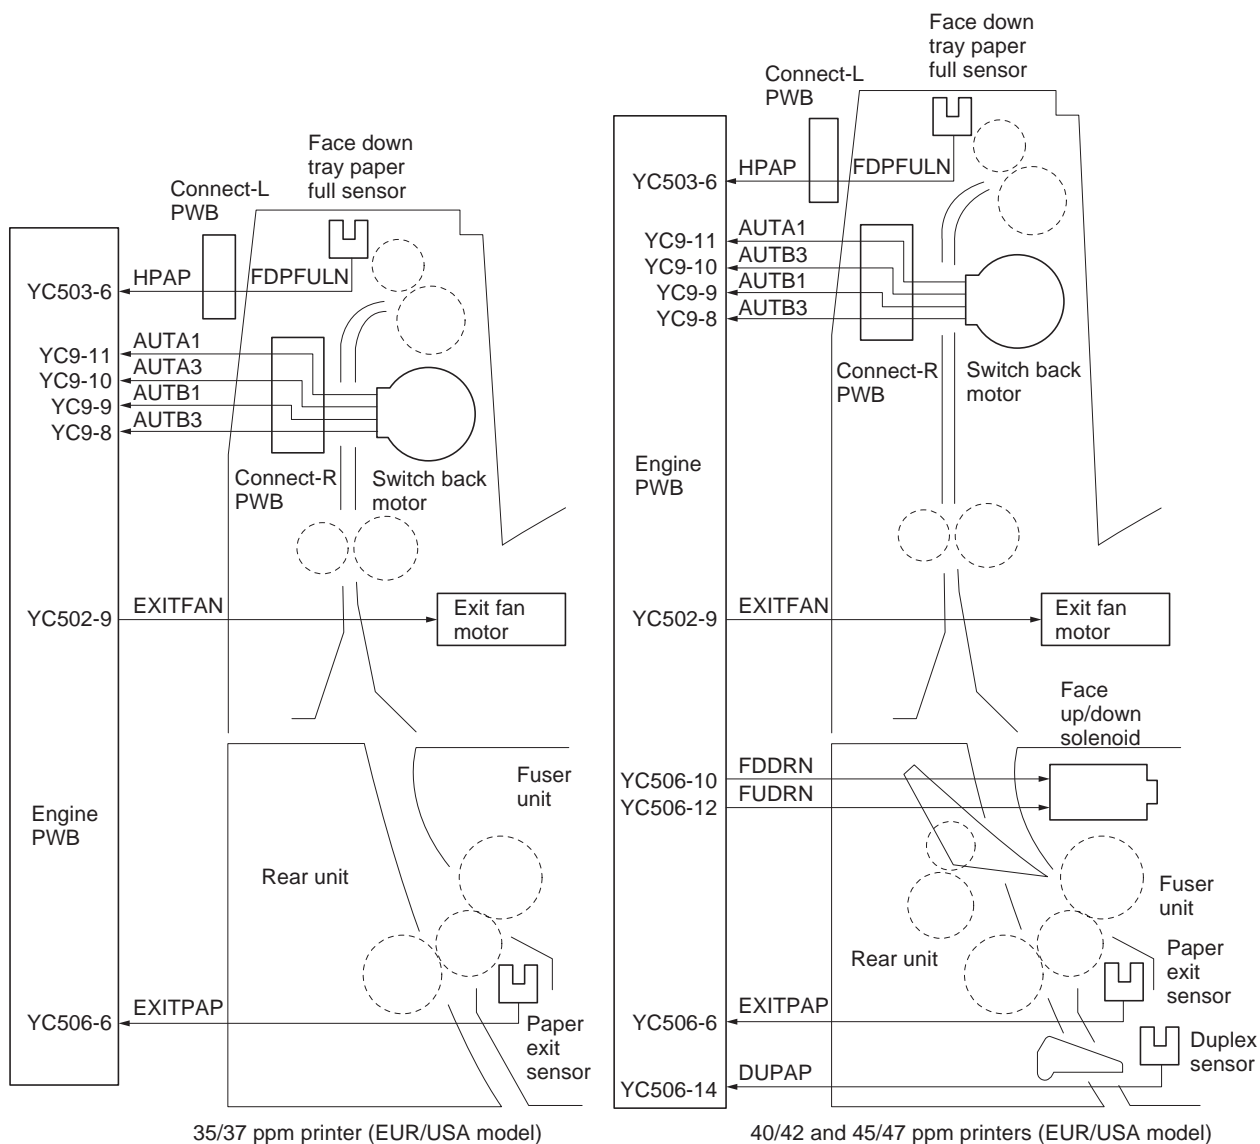 Face down
tray paper
full sensor
Connect-L
PWB
YC503-6
HPAP
FDPFULN
YC9-11
AUTA1
YC9-10
AUTA3
YC9-9
AUTB1
YC9-8
AUTB3
Connect-R
PWB
Switch back
motor
YC502-9
EXITFAN
Exit fan
motor
Engine
PWB
Fuser
unit
Rear unit
YC506-6
EXITPAP
Paper
exit
sensor
35/37 ppm printer (EUR/USA model)
Face down
tray paper
full sensor
Connect-L
PWB
YC503-6
HPAP
FDPFULN
YC9-11
AUTA1
YC9-10
AUTB3
YC9-9
AUTB1
YC9-8
AUTB3
Connect-R
PWB
Switch back
motor
Engine
PWB
YC502-9
EXITFAN
Exit fan
motor
Face
up/down
solenoid
YC506-10
FDDRN
YC506-12
FUDRN
Fuser
unit
Rear unit
Paper
exit
sensor
YC506-6
EXITPAP
Duplex
sensor
YC506-14
DUPAP
40/42 and 45/47 ppm printers (EUR/USA model)